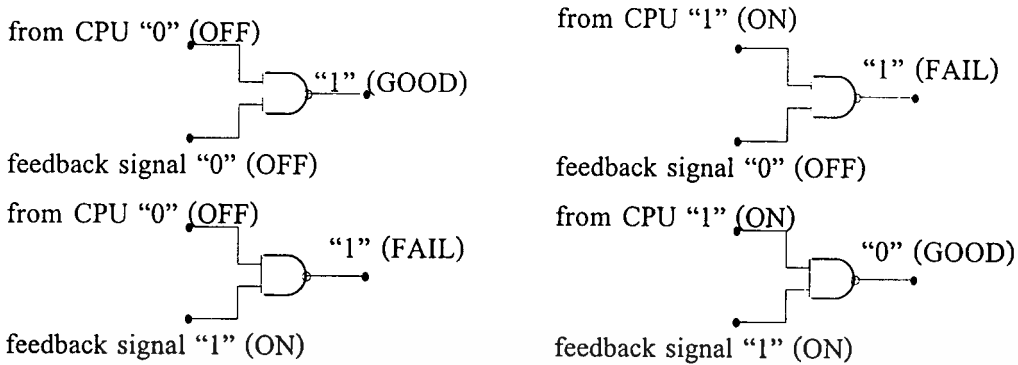 from CPU “0” (OFF)
“1” (GOOD)
feedback signal “0” (OFF)
from CPU “1” (ON)
“1” (FAIL)
feedback signal “0” (OFF)
from CPU “0” (OFF)
“1” (FAIL)
feedback signal “1” (ON)
from CPU “1” (ON)
“0” (GOOD)
feedback signal “1” (ON)